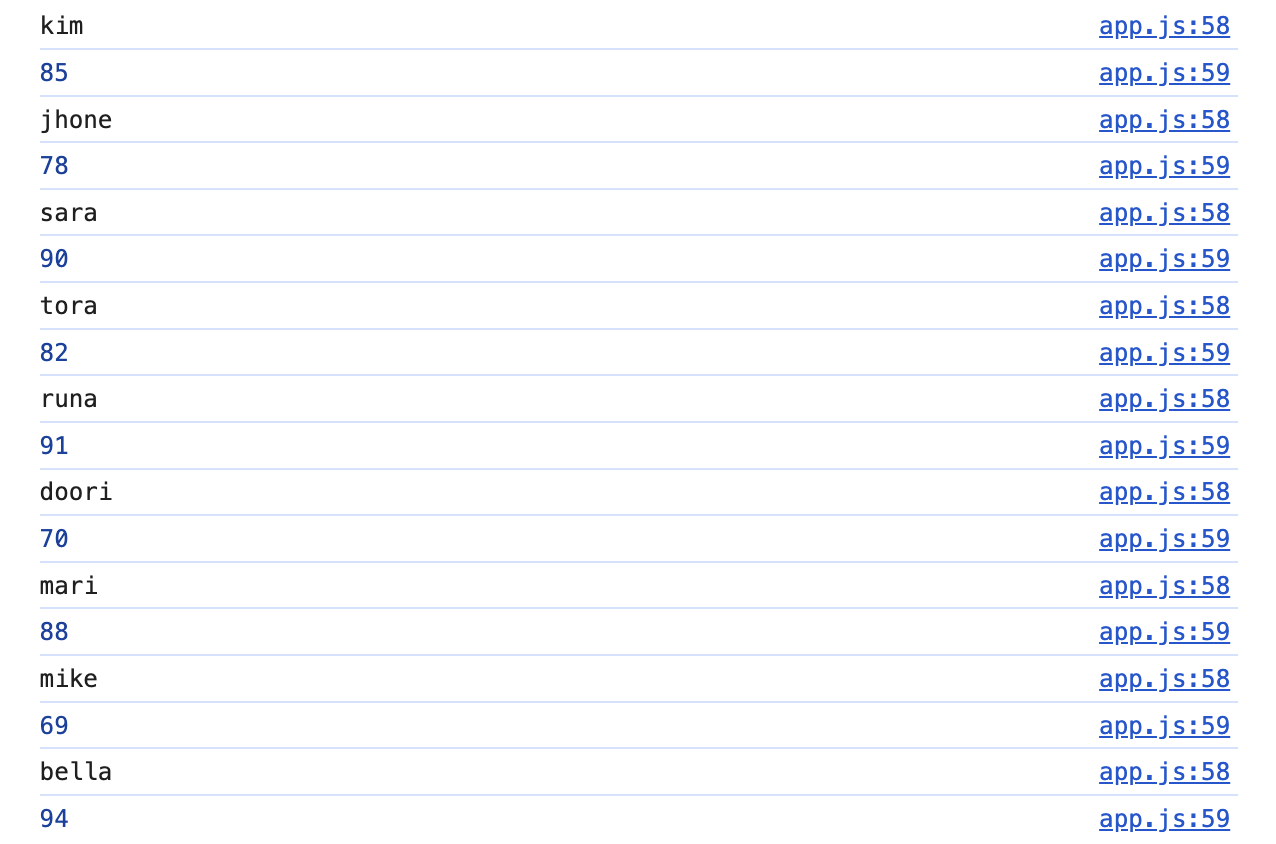 kim app.js:58
85 app.js:59
jhone app.js:58
78 app.js:59
sara app.js:58
90 app.js:59
tora app.js:58
82 app.js:59
runa app.js:58
91 app.js:59
doori app.js:58
70 app.js:59
mari app.js:58
88 app.js:59
mike app.js:58
69 app.js:59
bella app.js:58
94 app.js:59